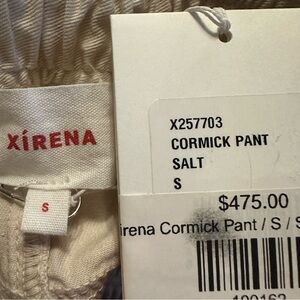 XíRENA
S
X257703
CORMICK PANT
SALT
S
$475.00
irena Cormick Pant / S / S